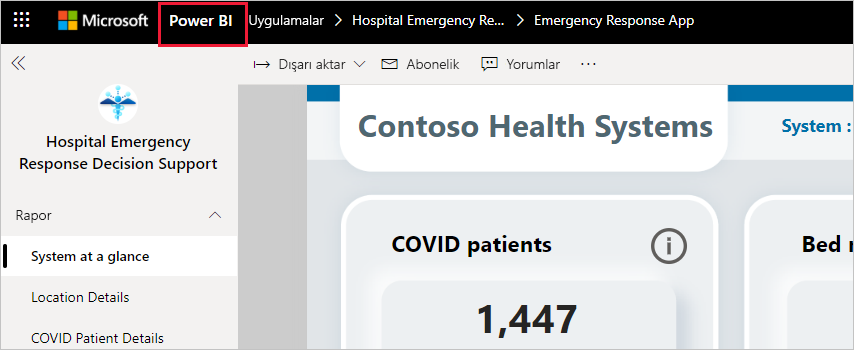 Microsoft Power BI Uygulamalar Hospital Emergency Re... Emergency Response App
Dışarı aktar Abonelik Yorumlar ...
Hospital Emergency
Response Decision Support
Rapor
System at a glance
Location Details
COVID Patient Details
Contoso Health Systems
System :
COVID patients
1,447
Bed